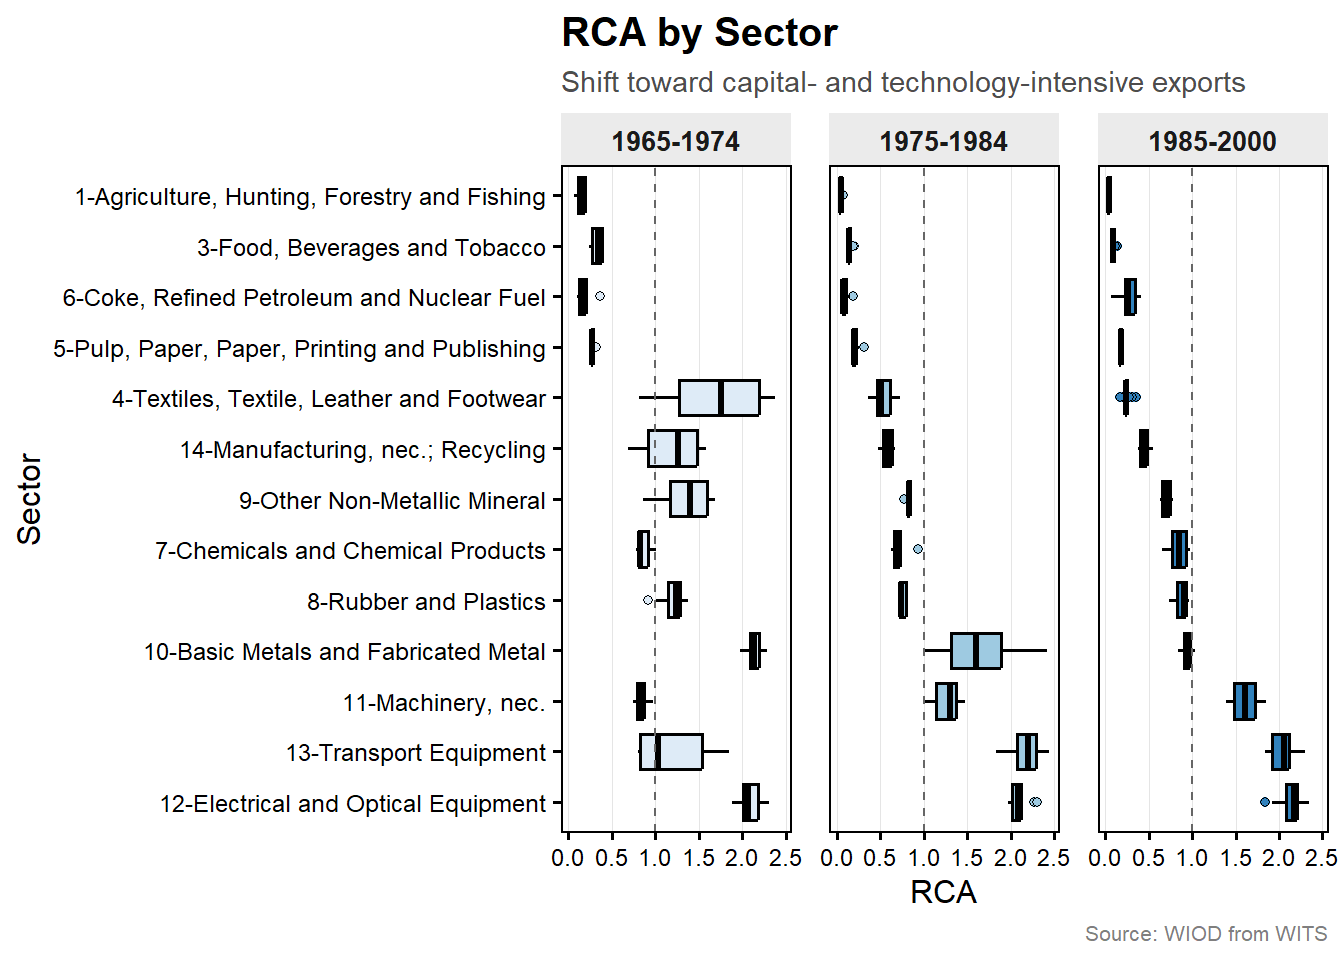 RCA by Sector
Shift toward capital- and technology-intensive exports
1965-1974 1975-1984 1985-2000
1-Agriculture, Hunting, Forestry and Fishing
3-Food, Beverages and Tobacco
6-Coke, Refined Petroleum and Nuclear Fuel
5-Pulp, Paper, Paper, Printing and Publishing
4-Textiles, Textile, Leather and Footwear
14-Manufacturing, nec.; Recycling
9-Other Non-Metallic Mineral
7-Chemicals and Chemical Products
8-Rubber and Plastics
10-Basic Metals and Fabricated Metal
11-Machinery, nec.
13-Transport Equipment
12-Electrical and Optical Equipment
Sector
0.0 0.5 1.0 1.5 2.0 2.5 0.0 0.5 1.0 1.5 2.0 2.5 0.0 0.5 1.0 1.5 2.0 2.5
RCA
Source: WIOD from WITS